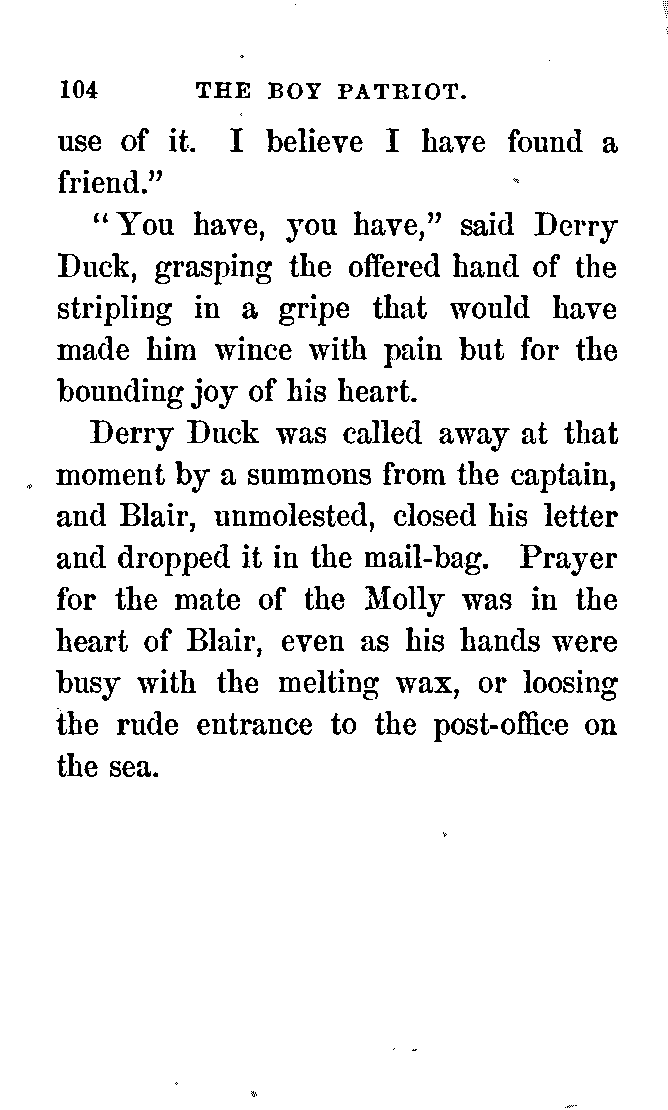 104 THE BOY PATRIOT.
use of it. I believe I have found a
friend.”
“You have, you have,” said Derry
Duck, grasping the offered hand of the
stripling in a gripe that would have
made him wince with pain but for the
bounding joy of his heart.
Derry Duck was called away at that
moment by a summons from the captain,
and Blair, unmolested, closed his letter
and dropped it in the mail-bag. Prayer
for the mate of the Molly was in the
heart of Blair, even as his hands were
busy with the melting wax, or loosing
the rude entrance to the post-office on
the sea.